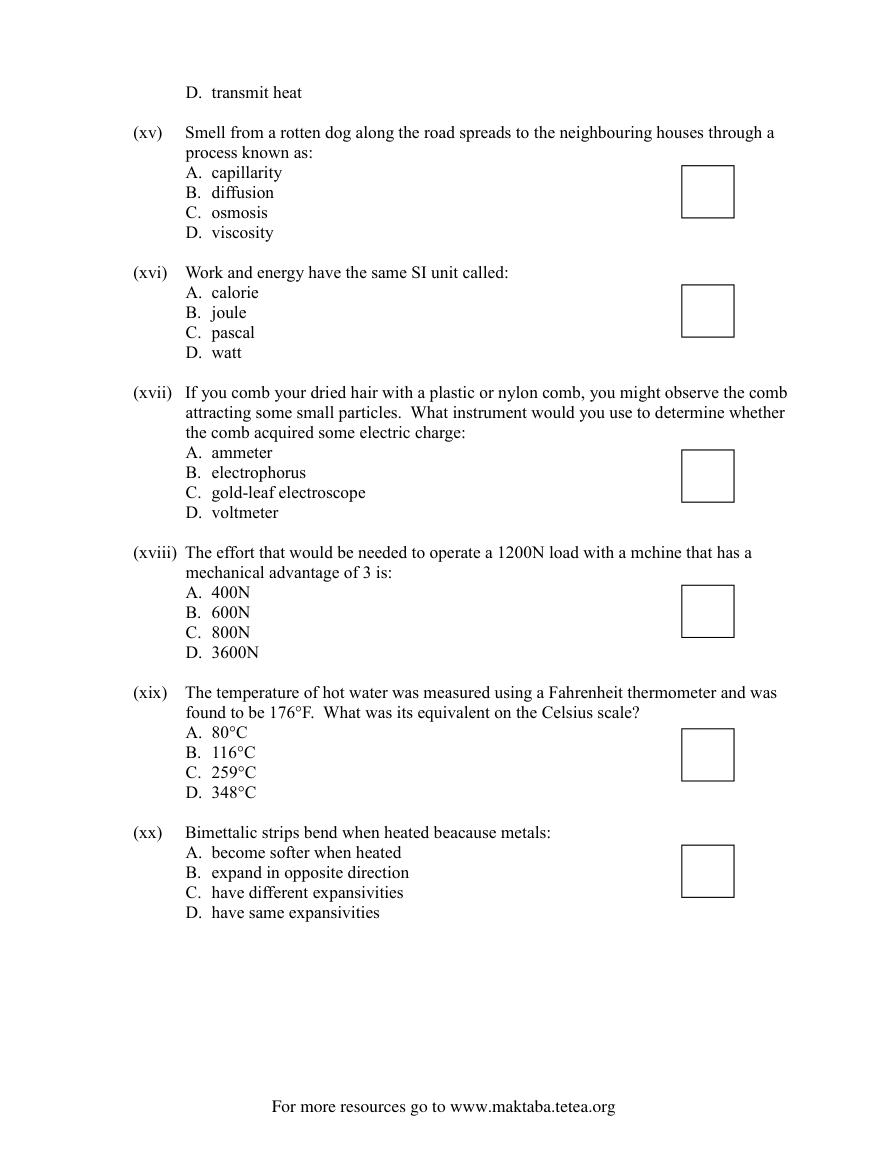 D. transmit heat
(xv) Smell from a rotten dog along the road spreads to the neighbouring houses through a
process known as:
A. capillarity
B. diffusion
C. osmosis
D. viscosity
(xvi) Work and energy have the same SI unit called:
A. calorie
B. joule
C. pascal
D. watt
(xvii) If you comb your dried hair with a plastic or nylon comb, you might observe the comb
attracting some small particles. What instrument would you use to determine whether
the comb acquired some electric charge:
A. ammeter
B. electrophorus
C. gold-leaf electroscope
D. voltmeter
(xviii) The effort that would be needed to operate a 1200N load with a mchine that has a
mechanical advantage of 3 is:
A. 400N
B. 600N
C. 800N
D. 3600N
(xix) The temperature of hot water was measured using a Fahrenheit thermometer and was
found to be 176°F. What was its equivalent on the Celsius scale?
A. 80°C
B. 116°C
C. 259°C
D. 348°C
(xx) Bimettalic strips bend when heated beacause metals:
A. become softer when heated
B. expand in opposite direction
C. have different expansivities
D. have same expansivities
For more resources go to www.maktaba.tetea.org